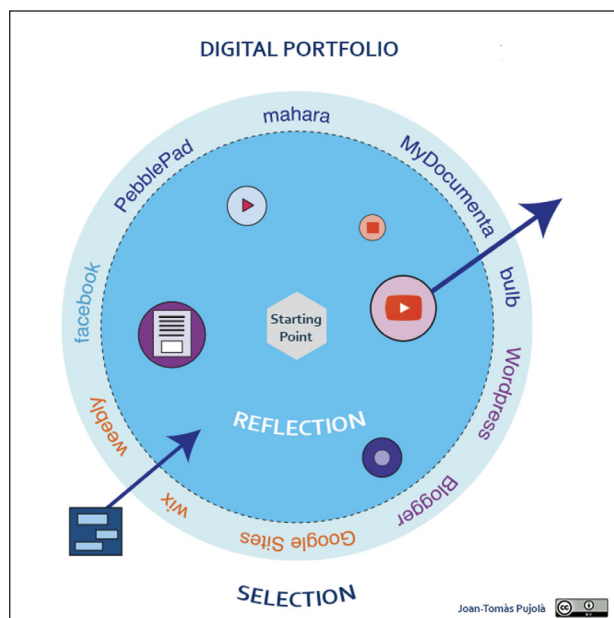 DIGITAL PORTFOLIO
mahara
PebblePad
MyDocumenta
facebook
bulb
Starting
Point
Wordpress
weebly
REFLECTION
Blogger
wix
Google Sites
SELECTION
Joan-Tomàs Pujolà